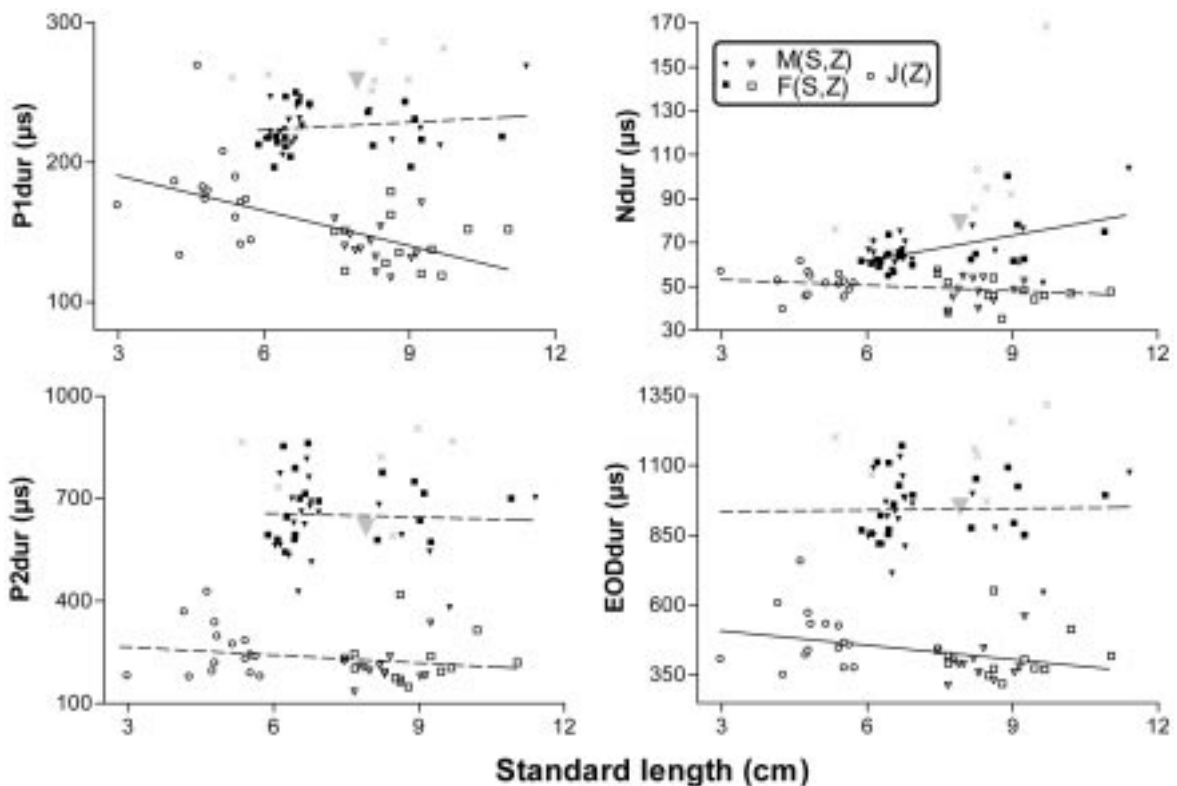 300
200
100
P1dur (µs)
3 6 9 12
170
150
130
110
90
70
50
30
Ndur (µs)
M(S,Z)
F(S,Z)
J(Z)
3 6 9 12
1000
700
400
100
P2dur (µs)
3 6 9 12
1350
1100
850
600
350
EODdur (µs)
3 6 9 12
Standard length (cm)